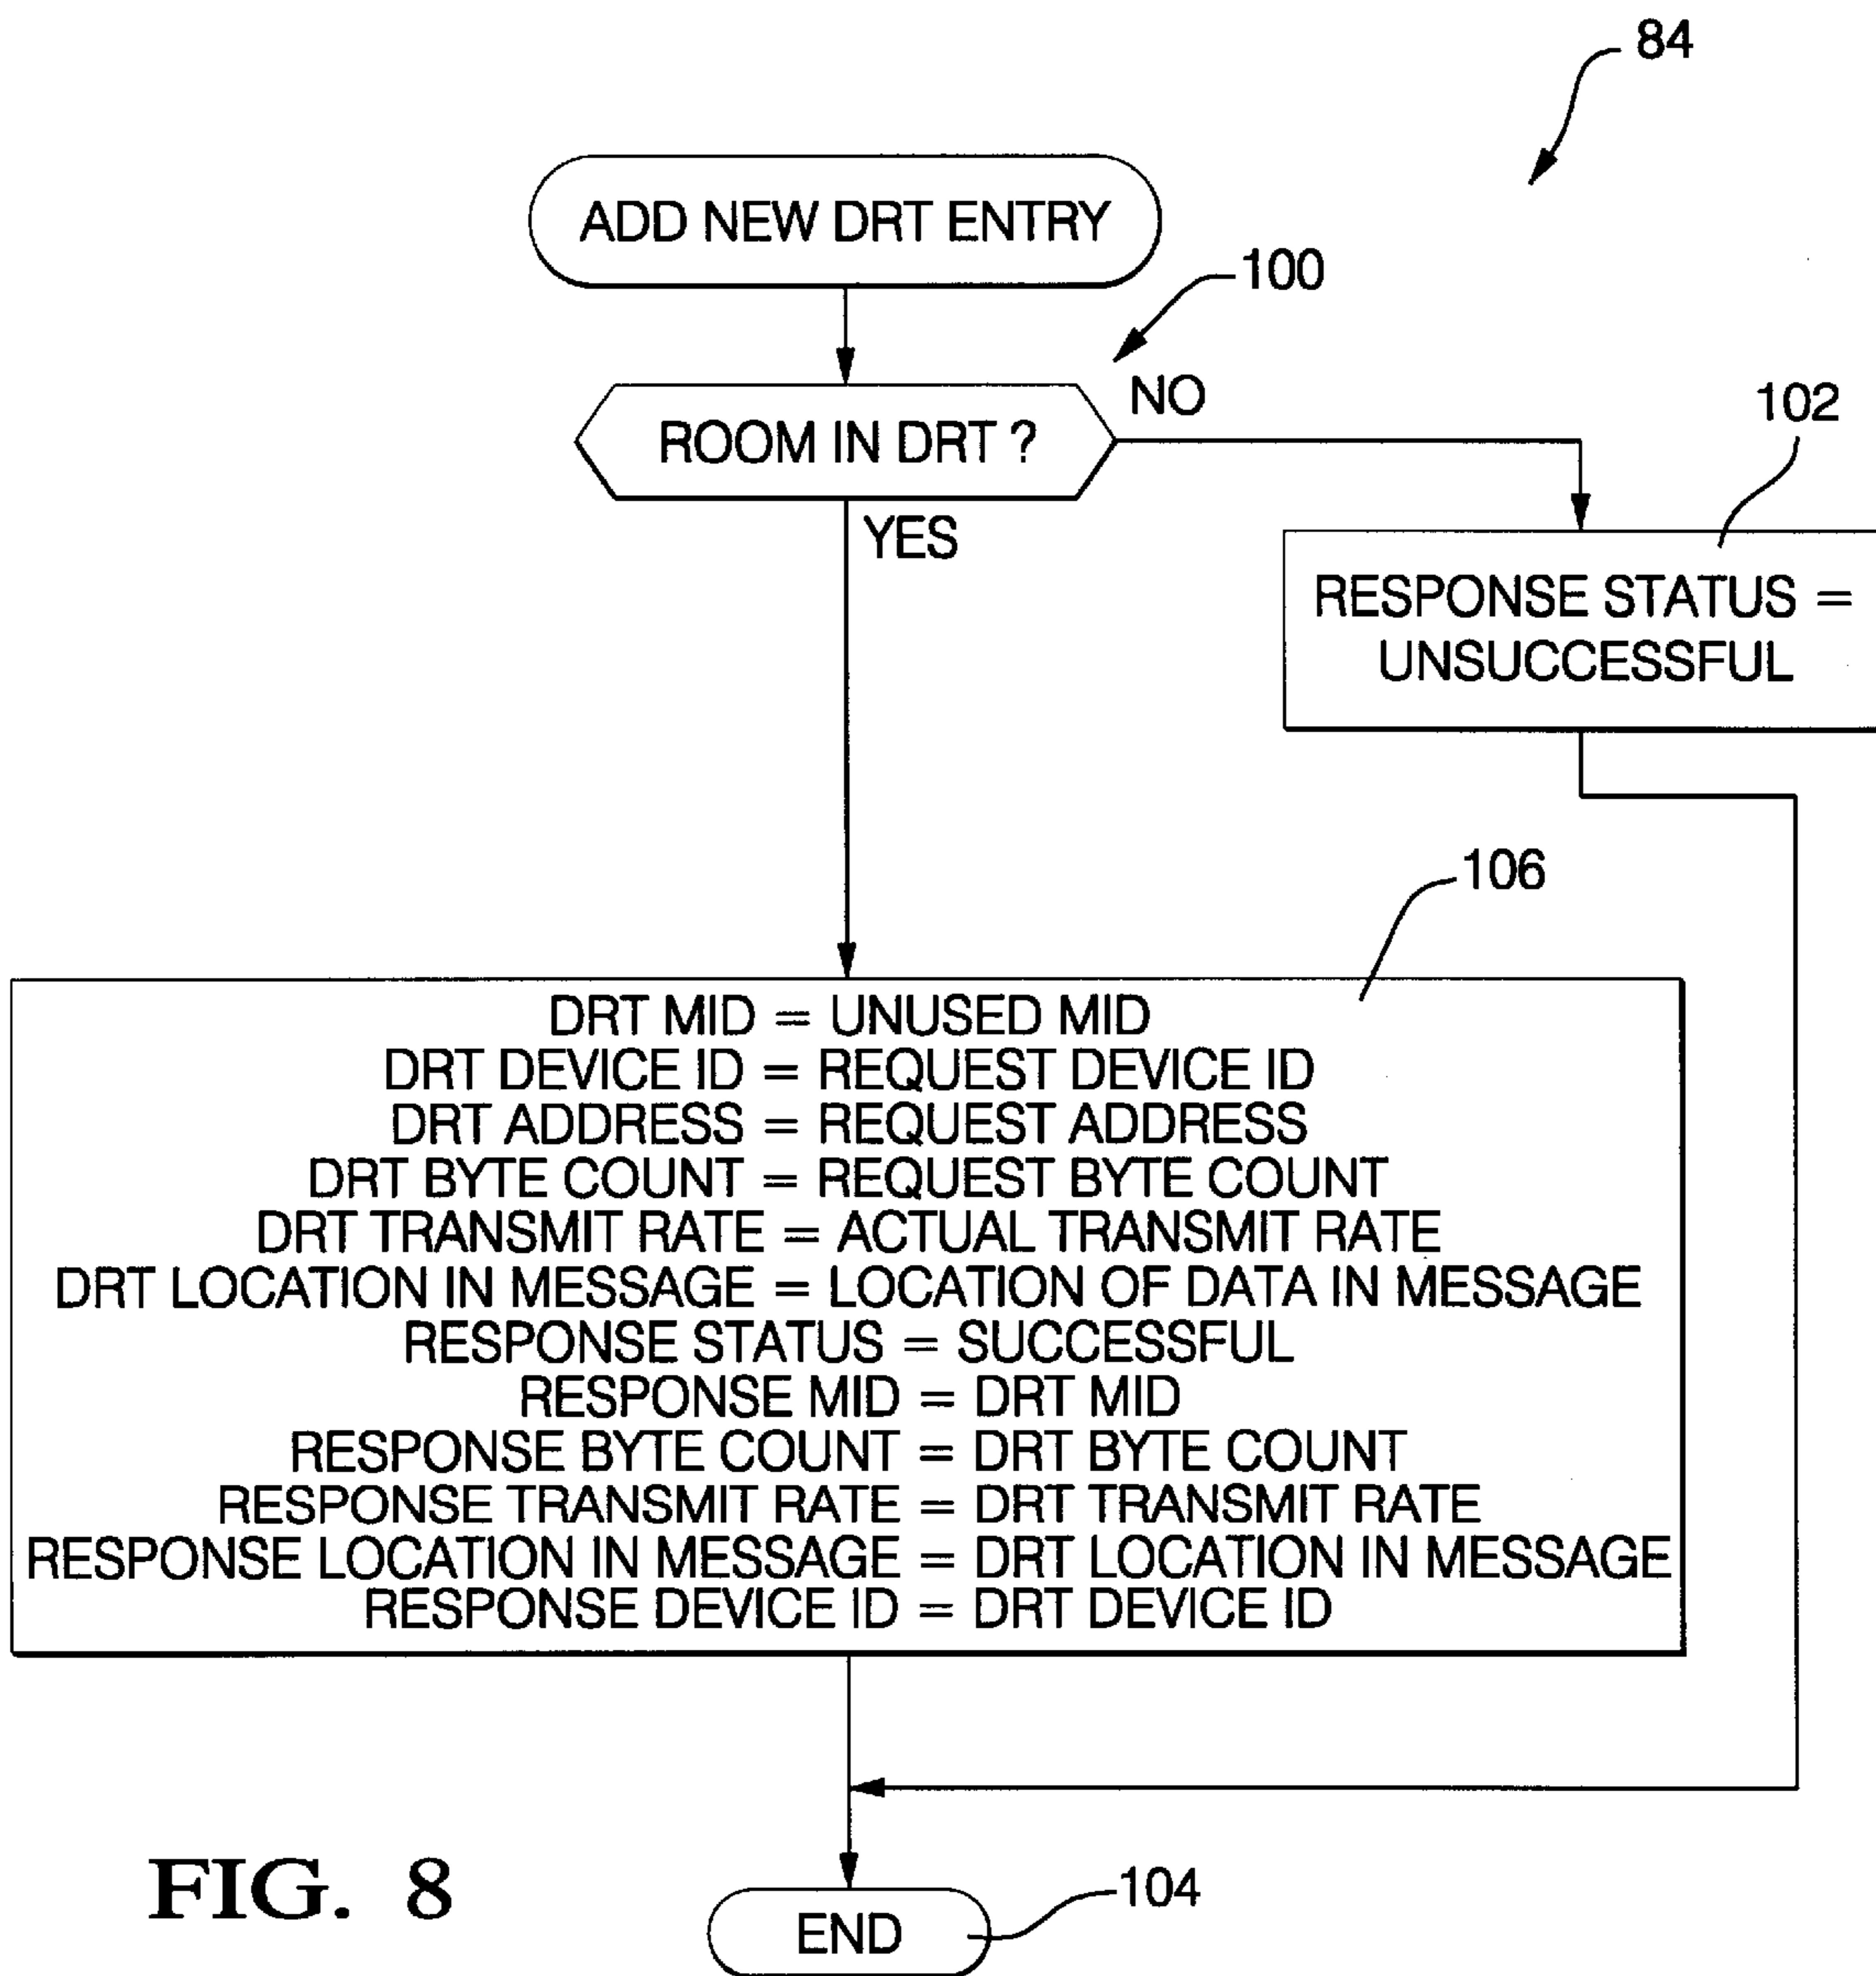 84
ADD NEW DRT ENTRY
100
ROOM IN DRT ?
NO
YES
102
RESPONSE STATUS =
UNSUCCESSFUL
106
DRT MID = UNUSED MID
DRT DEVICE ID = REQUEST DEVICE ID
DRT ADDRESS = REQUEST ADDRESS
DRT BYTE COUNT = REQUEST BYTE COUNT
DRT TRANSMIT RATE = ACTUAL TRANSMIT RATE
DRT LOCATION IN MESSAGE = LOCATION OF DATA IN MESSAGE
RESPONSE STATUS = SUCCESSFUL
RESPONSE MID = DRT MID
RESPONSE BYTE COUNT = DRT BYTE COUNT
RESPONSE TRANSMIT RATE = DRT TRANSMIT RATE
RESPONSE LOCATION IN MESSAGE = DRT LOCATION IN MESSAGE
RESPONSE DEVICE ID = DRT DEVICE ID
FIG. 8
104
END